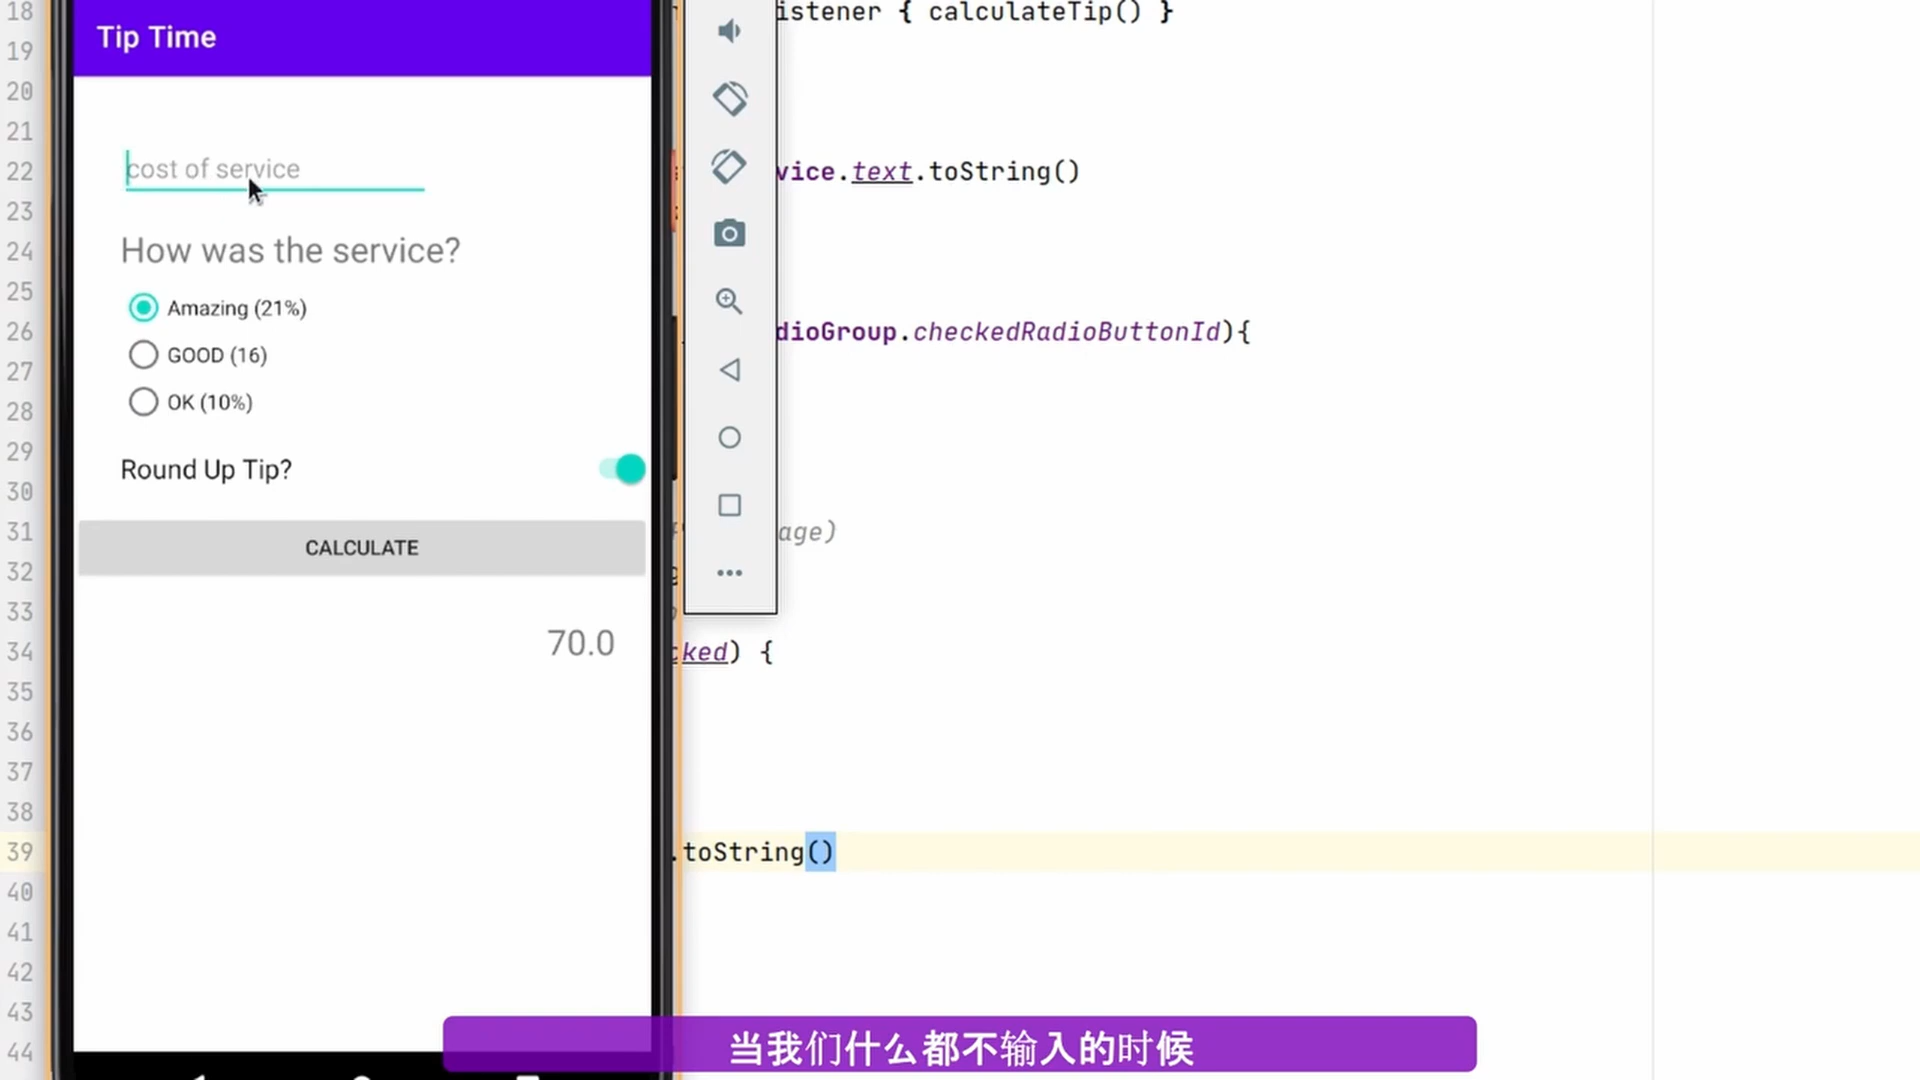 18
istener { calculateTip() }
Tip Time
19
20
21
22
vice.text.toString()
cost of service
23
24
How was the service?
25
Amazing (21%)
26
dioGroup.checkedRadioButtonId){
GOOD (16)
27
28
OK (10%)
29
Round Up Tip?
30
31
age)
CALCULATE
32
33
70.0
34
cked) {
35
36
37
38
39
.toString()
40
41
42
43
44
当我们什么都不输入的时候